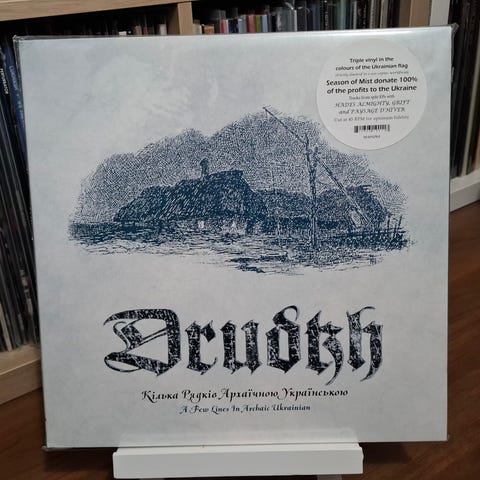 Triple vinyl in the
colours of the Ukrainian flag
Season of Mist donate 100%
of the profits to the Ukraine
Tracks from split EPs with
HADES ALMIGHTY, GRIFT
and PAYSAGE D'HIVER
Cut at 45 RPM for optimum fidelity
Drudkh
Кілька Рядків Архаїчною Українською
A Few Lines In Archaic Ukrainian